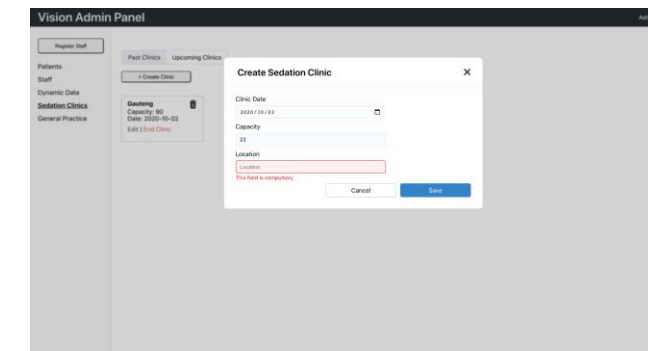 Vision Admin Panel
Adm
Register Staff
Patients
Staff
Dynamic Data
Sedation Clinics
General Practice
Past Clinics Upcoming Clinics
+ Create Clinic
Gauteng
Capacity: 90
Date: 2020-10-02
Edit | End Clinic
Create Sedation Clinic
Clinic Date
2020/10/03
Capacity
23
Location
Location
This field is compulsory.
Cancel Save